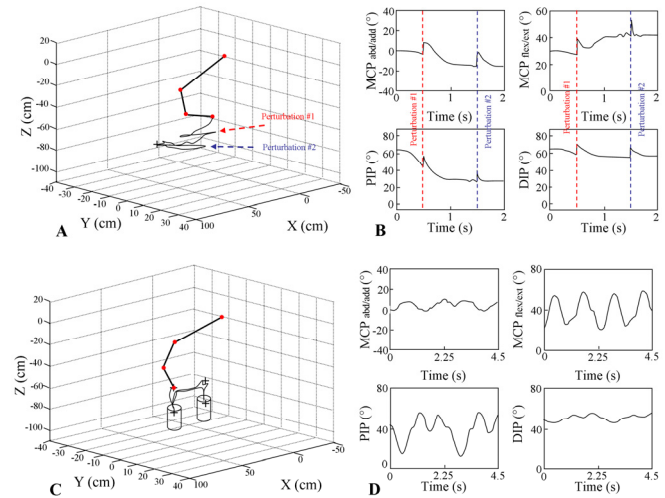 20
0
-20
-40
-60
-80
-100
Z (cm)
-40
-30
-20
-10
0
10
20
30
40
100
50
0
-50
Y (cm)
X (cm)
Perturbation #1
Perturbation #2
A
40
20
0
-20
-40
MCP abd/add (°)
0 1 2
Time (s)
Perturbation #1
Perturbation #2
60
40
20
0
MCP flex/ext (°)
0 1 2
Time (s)
Perturbation #1
Perturbation #2
80
60
40
20
0
PIP (°)
0 1 2
Time (s)
80
60
40
20
0
DIP (°)
0 1 2
Time (s)
B
20
0
-20
-40
-60
-80
-100
Z (cm)
-40
-30
-20
-10
0
10
20
30
40
100
50
0
-50
Y (cm)
X (cm)
C
40
20
0
-20
-40
MCP abd/add (°)
0 2.25 4.5
Time (s)
80
40
0
MCP flex/ext (°)
0 2.25 4.5
Time (s)
80
40
0
PIP (°)
0 2.25 4.5
Time (s)
80
40
0
DIP (°)
0 2.25 4.5
Time (s)
D